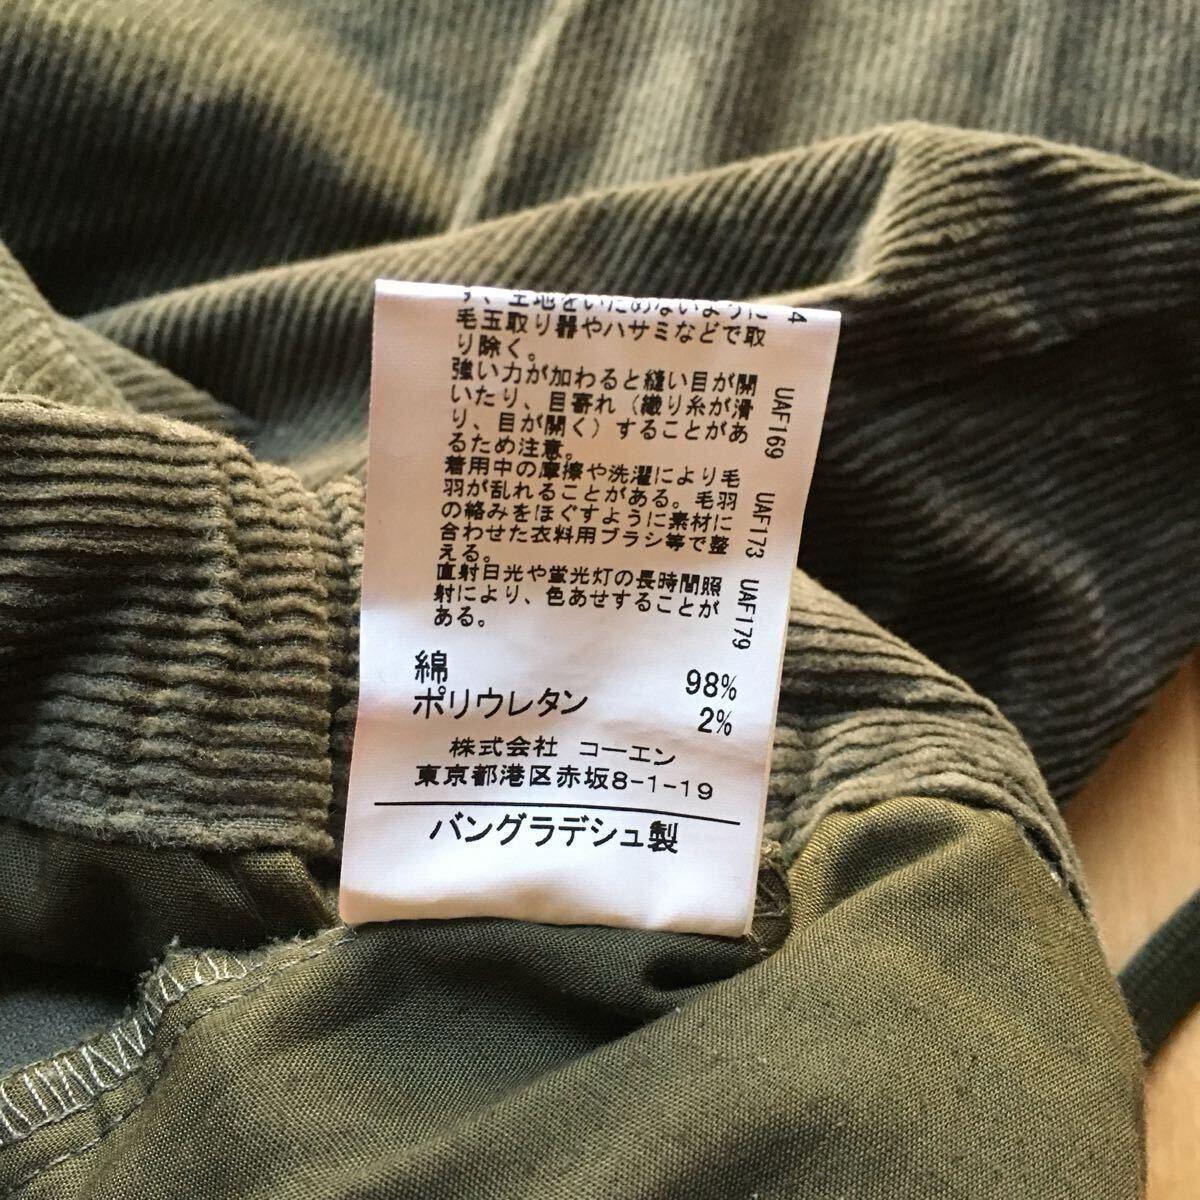 す、生地をいためないように
毛玉取り器やハサミなどで取
り除く。
強い力が加わると縫い目が開
いたり、目寄れ（織り糸が滑
り、目が開く）することがあ
るため注意。
着用中の摩擦や洗濯により毛
羽が乱れることがある。毛羽
の絡みをほぐすように素材に
合わせた衣料用ブラシ等で整
える。
直射日光や蛍光灯の長時間照
射により、色あせすることが
ある。
4
UAF169
UAF173
UAF179
綿 98%
ポリウレタン 2%
株式会社 コーエン
東京都港区赤坂8-1-19
バングラデシュ製